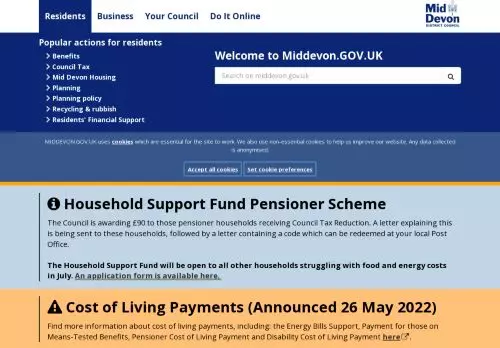 Residents Business Your Council Do It Online
Mid
Devon
DISTRICT COUNCIL
Popular actions for residents
Benefits
Council Tax
Mid Devon Housing
Planning
Planning policy
Recycling & rubbish
Residents' Financial Support
Welcome to Middevon.GOV.UK
Search on middevon.gov.uk
MIDDEVON.GOV.UK uses cookies which are essential for the site to work. We also use non-essential cookies to help us improve our website. Any data collected
is anonymised.
Accept all cookies Set cookie preferences
Household Support Fund Pensioner Scheme
The Council is awarding £90 to those pensioner households receiving Council Tax Reduction. A letter explaining this
is being sent to these households, followed by a letter containing a code which can be redeemed at your local Post
Office.
The Household Support Fund will be open to all other households struggling with food and energy costs
in July. An application form is available here.
Cost of Living Payments (Announced 26 May 2022)
Find more information about cost of living payments, including: the Energy Bills Support, Payment for those on
Means-Tested Benefits, Pensioner Cost of Living Payment and Disability Cost of Living Payment here.